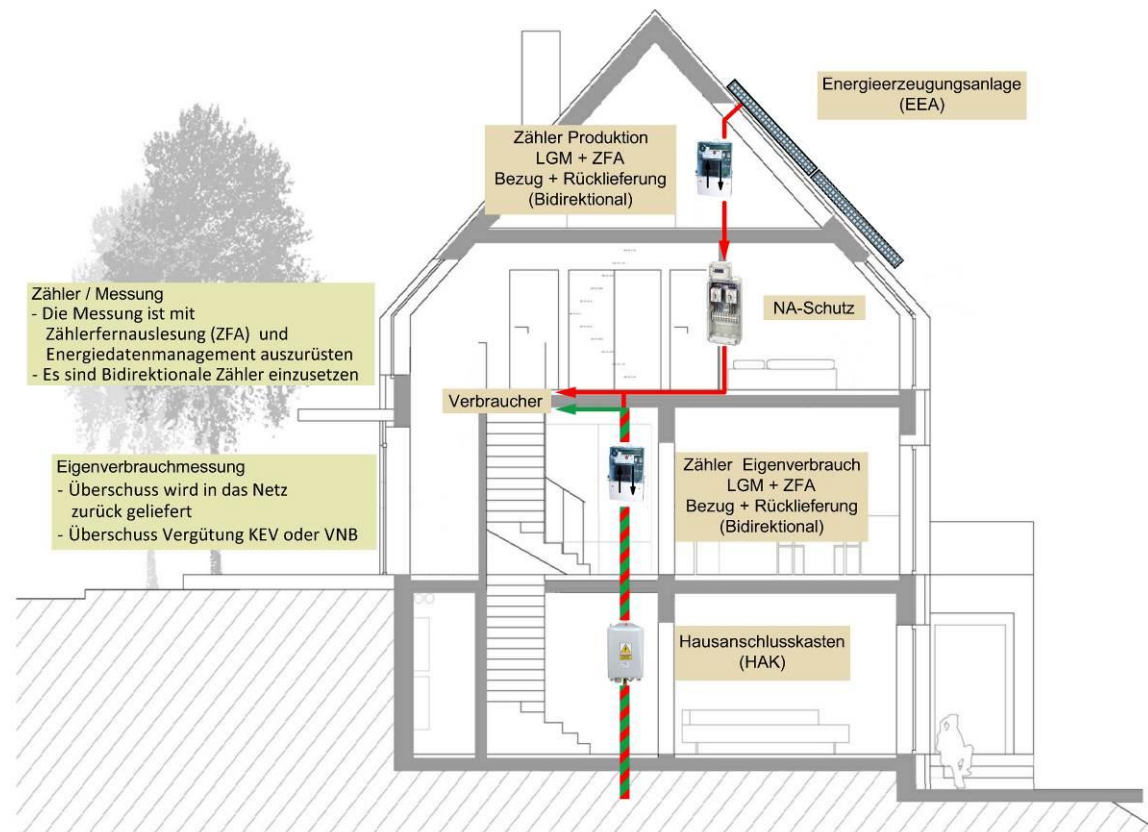 Energieerzeugungsanlage
(EEA)
Zähler Produktion
LGM + ZFA
Bezug + Rücklieferung
(Bidirektional)
Zähler / Messung
- Die Messung ist mit
Zählerfernauslesung (ZFA) und
Energiedatenmanagement auszurüsten
- Es sind Bidirektionale Zähler einzusetzen
NA-Schutz
Verbraucher
Eigenverbrauchmessung
- Überschuss wird in das Netz
zurück geliefert
- Überschuss Vergütung KEV oder VNB
Zähler Eigenverbrauch
LGM + ZFA
Bezug + Rücklieferung
(Bidirektional)
Hausanschlusskasten
(HAK)